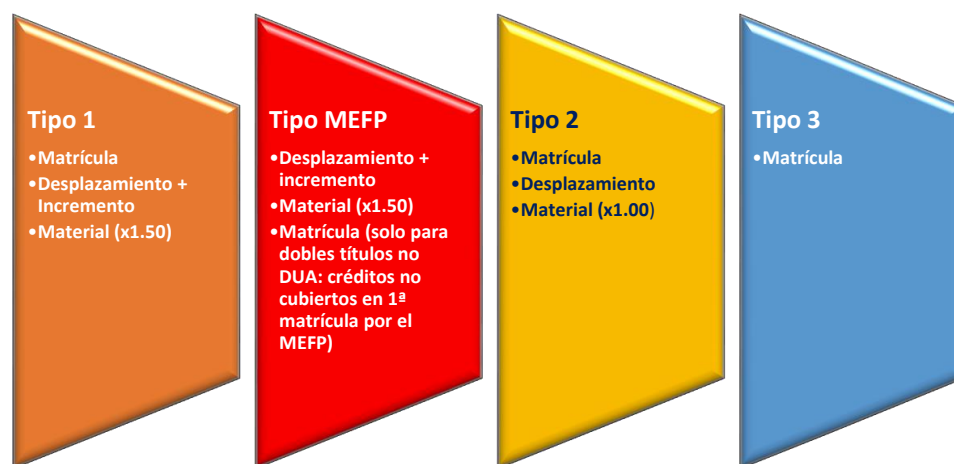 Tipo 1
•Matrícula
•Desplazamiento +
Incremento
•Material (x1.50)
Tipo MEFP
•Desplazamiento +
incremento
•Material (x1.50)
•Matrícula (solo para
dobles títulos no
DUA: créditos no
cubiertos en 1ª
matrícula por el
MEFP)
Tipo 2
•Matrícula
•Desplazamiento
•Material (x1.00)
Tipo 3
•Matrícula